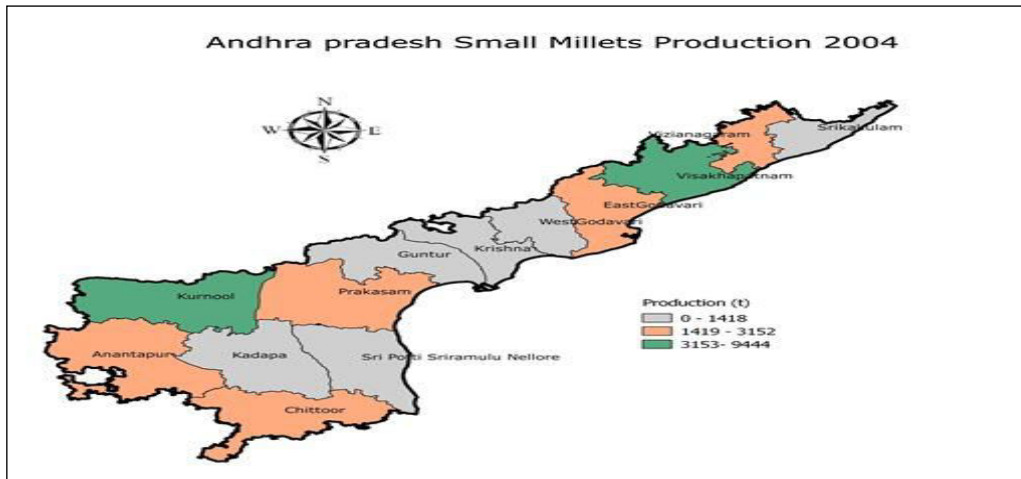 Andhra pradesh Small Millets Production 2004
N
W E
S
Srikakulam
Vizianagaram
Visakhapatnam
EastGodavari
WestGodavari
Krishna
Guntur
Prakasam
Kurnool
Anantapur
Kadapa
Sri Potti Sriramulu Nellore
Chittoor
Production (t)
0 - 1418
1419 - 3152
3153- 9444